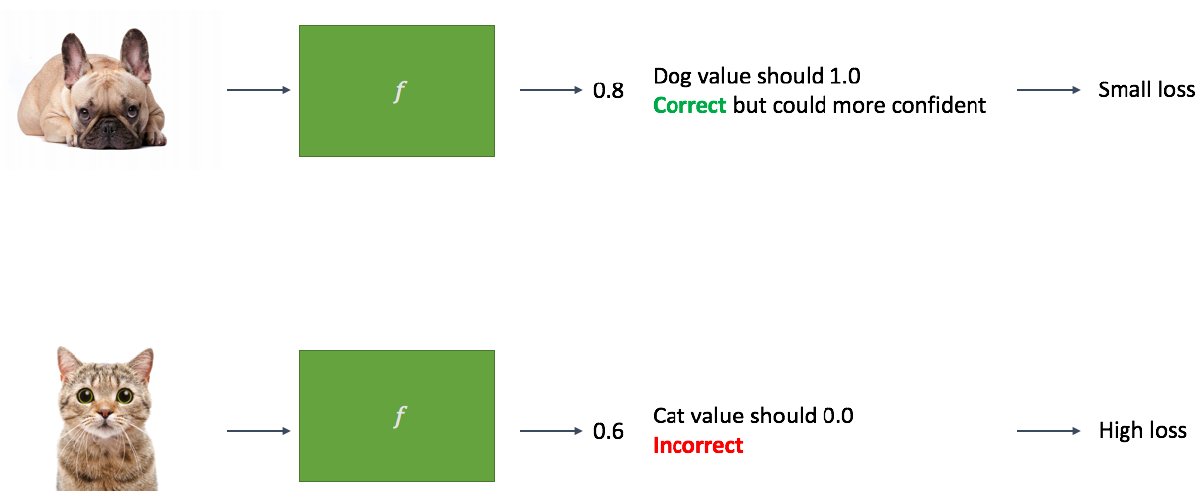 f
0.8
Dog value should 1.0
Correct but could more confident
Small loss
f
0.6
Cat value should 0.0
Incorrect
High loss